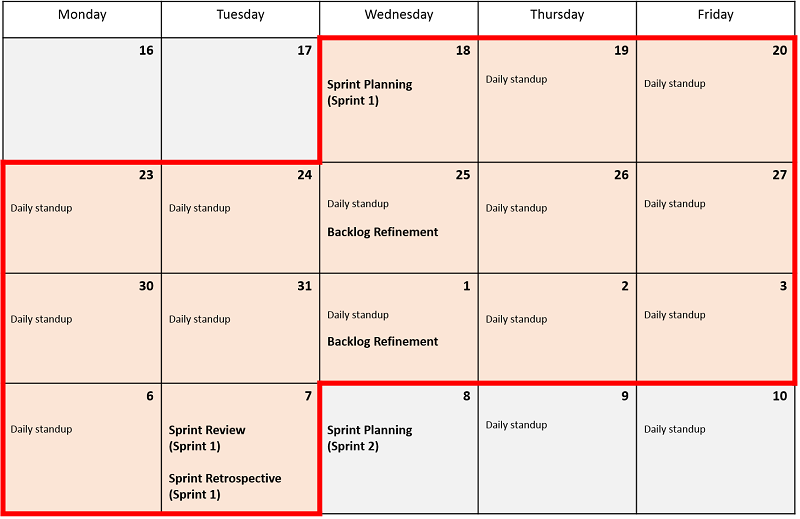 Monday Tuesday Wednesday Thursday Friday
16 17 18 19 20
Sprint Planning
(Sprint 1)
Daily standup
Daily standup
23 24 25 26 27
Daily standup
Daily standup
Daily standup
Backlog Refinement
Daily standup
Daily standup
30 31 1 2 3
Daily standup
Daily standup
Daily standup
Backlog Refinement
Daily standup
Daily standup
6 7 8 9 10
Daily standup
Sprint Review
(Sprint 1)
Sprint Retrospective
(Sprint 1)
Sprint Planning
(Sprint 2)
Daily standup
Daily standup